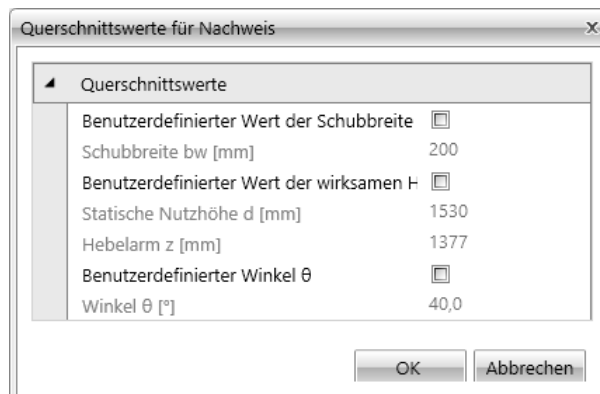 Querschnittswerte für Nachweis x
Querschnittswerte
Benutzerdefinierter Wert der Schubbreite
Schubbreite bw [mm] 200
Benutzerdefinierter Wert der wirksamen H
Statische Nutzhöhe d [mm] 1530
Hebelarm z [mm] 1377
Benutzerdefinierter Winkel θ
Winkel θ [°] 40,0
OK Abbrechen